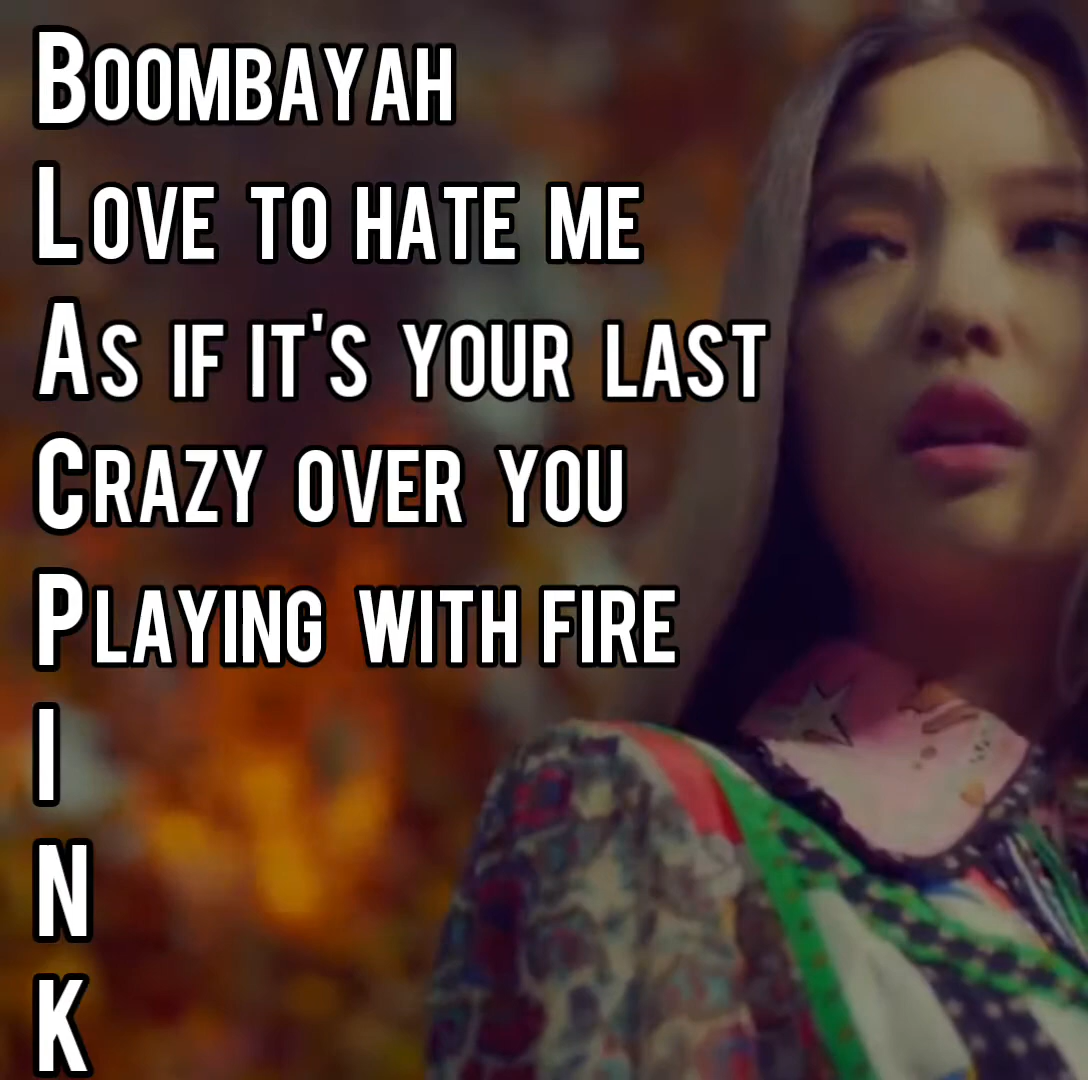 BOOMBAYAH
LOVE TO HATE ME
AS IF IT'S YOUR LAST
CRAZY OVER YOU
PLAYING WITH FIRE
I
N
K